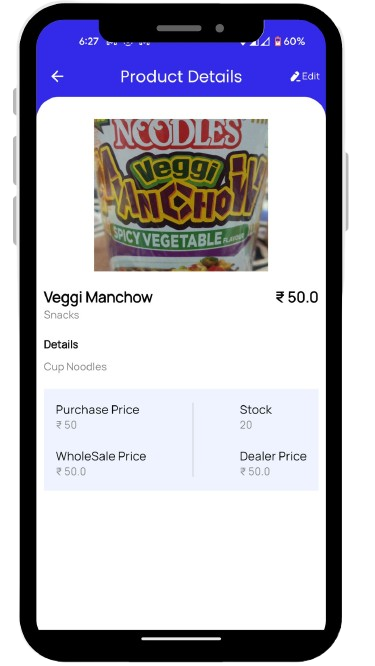 6:27
60%
Product Details
Edit
NOODLES
Veggi
MANCHOW
SPICY VEGETABLE FLAVOUR
Veggi Manchow
₹ 50.0
Snacks
Details
Cup Noodles
Purchase Price
Stock
₹ 50
20
WholeSale Price
Dealer Price
₹ 50.0
₹ 50.0